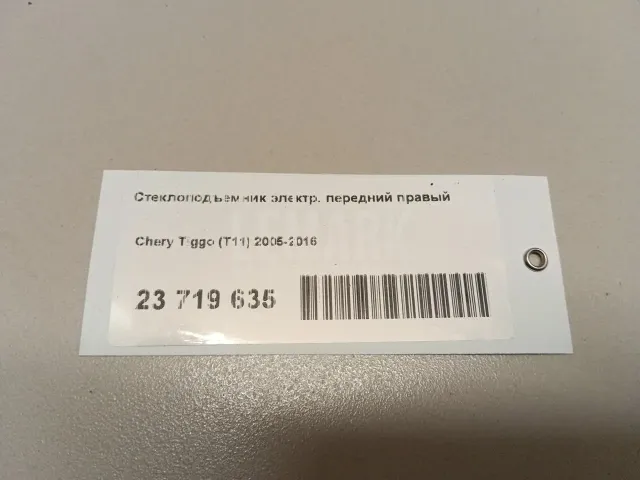 Стеклоподъемник электр. передний правый
Chery Tiggo (T11) 2005-2016
23 719 635